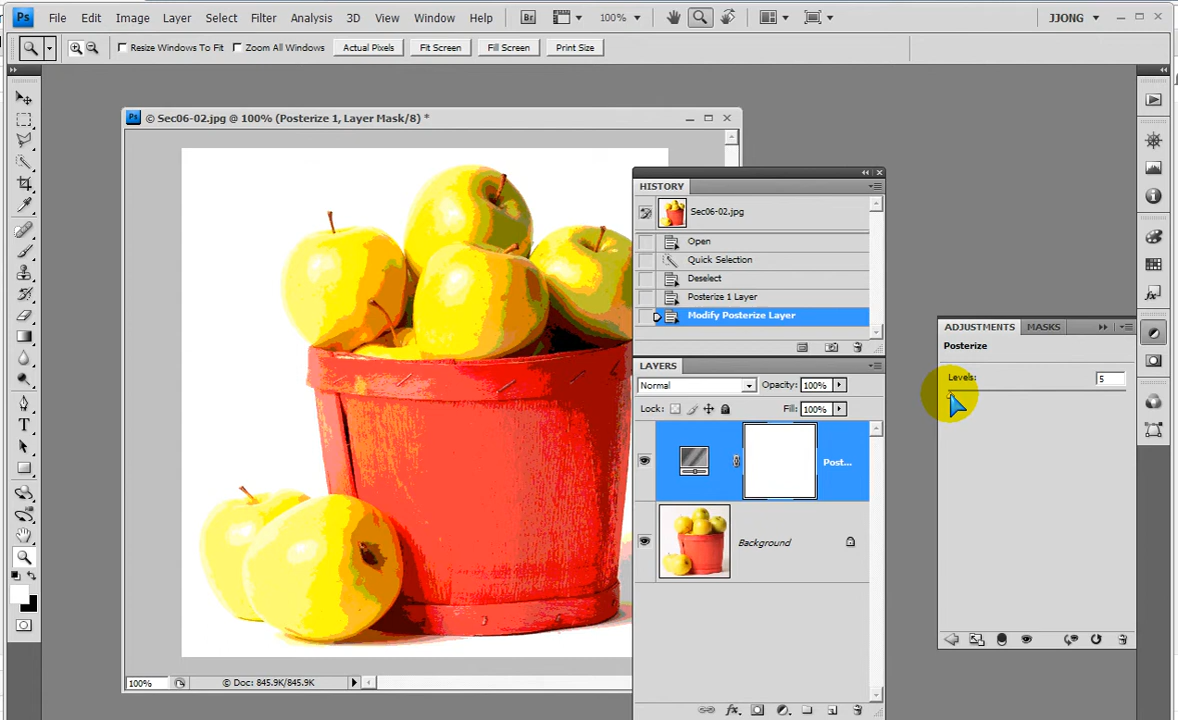 Ps File Edit Image Layer Select Filter Analysis 3D View Window Help Br 100% JJONG
Resize Windows To Fit Zoom All Windows Actual Pixels Fit Screen Fill Screen Print Size
Ps © Sec06-02.jpg @ 100% (Posterize 1, Layer Mask/8) *
HISTORY
Sec06-02.jpg
Open
Quick Selection
Deselect
Posterize 1 Layer
Modify Posterize Layer
LAYERS
Normal Opacity: 100%
Lock: Fill: 100%
Post...
Background
ADJUSTMENTS MASKS
Posterize
Levels: 5
100% © Doc: 845.9K/845.9K